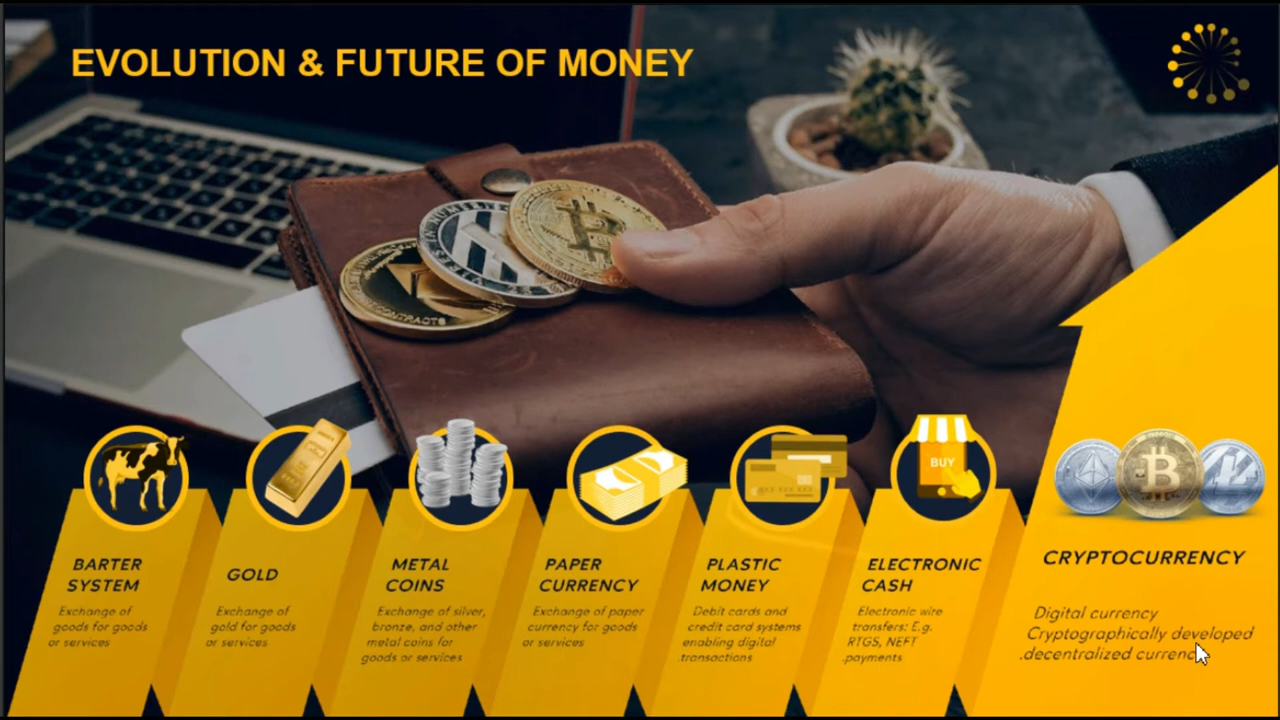 EVOLUTION & FUTURE OF MONEY
CONTRACTS
BARTER
SYSTEM
Exchange of
goods for goods
or services
GOLD
Exchange of
gold for goods
or services
METAL
COINS
Exchange of silver,
bronze, and other
metal coins for
goods or services
PAPER
CURRENCY
Exchange of paper
currency for goods
or services
PLASTIC
MONEY
Debit cards and
credit card systems
enabling digital
.transactions
BUY
ELECTRONIC
CASH
Electronic wire
transfers: E.g.
RTGS, NEFT
.payments
CRYPTOCURRENCY
Digital currency
Cryptographically developed
.decentralized